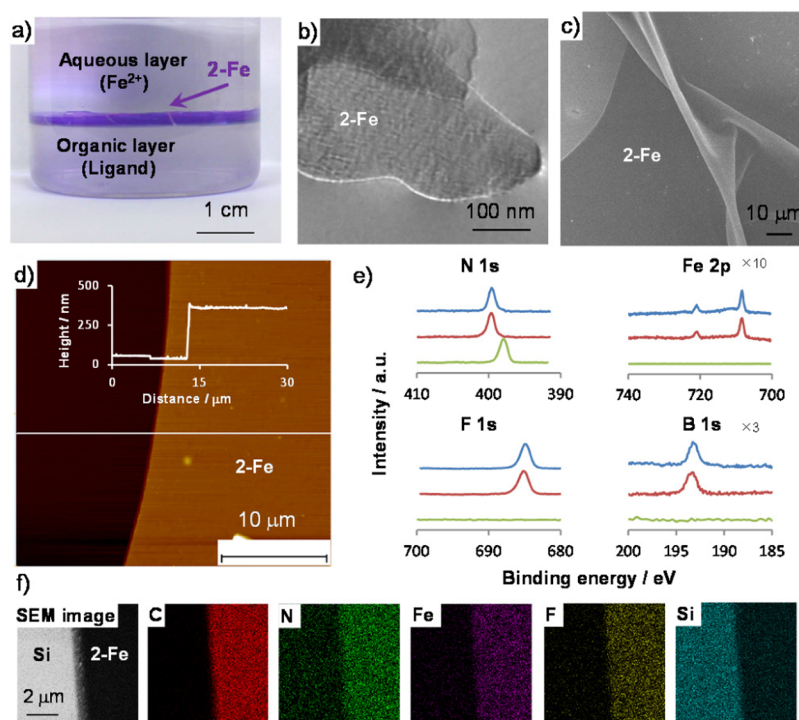 a)
Aqueous layer
(Fe²⁺)
2-Fe
Organic layer
(Ligand)
1 cm
b)
2-Fe
100 nm
c)
2-Fe
10 μm
d)
500
250
0
Height / nm
0 15 30
Distance / μm
2-Fe
10 μm
e)
N 1s
410 400 390
Fe 2p ×10
740 720 700
F 1s
700 690 680
B 1s ×3
200 193 185
Intensity / a.u.
Binding energy / eV
f)
SEM image
Si
2-Fe
2 μm
C
N
Fe
F
Si